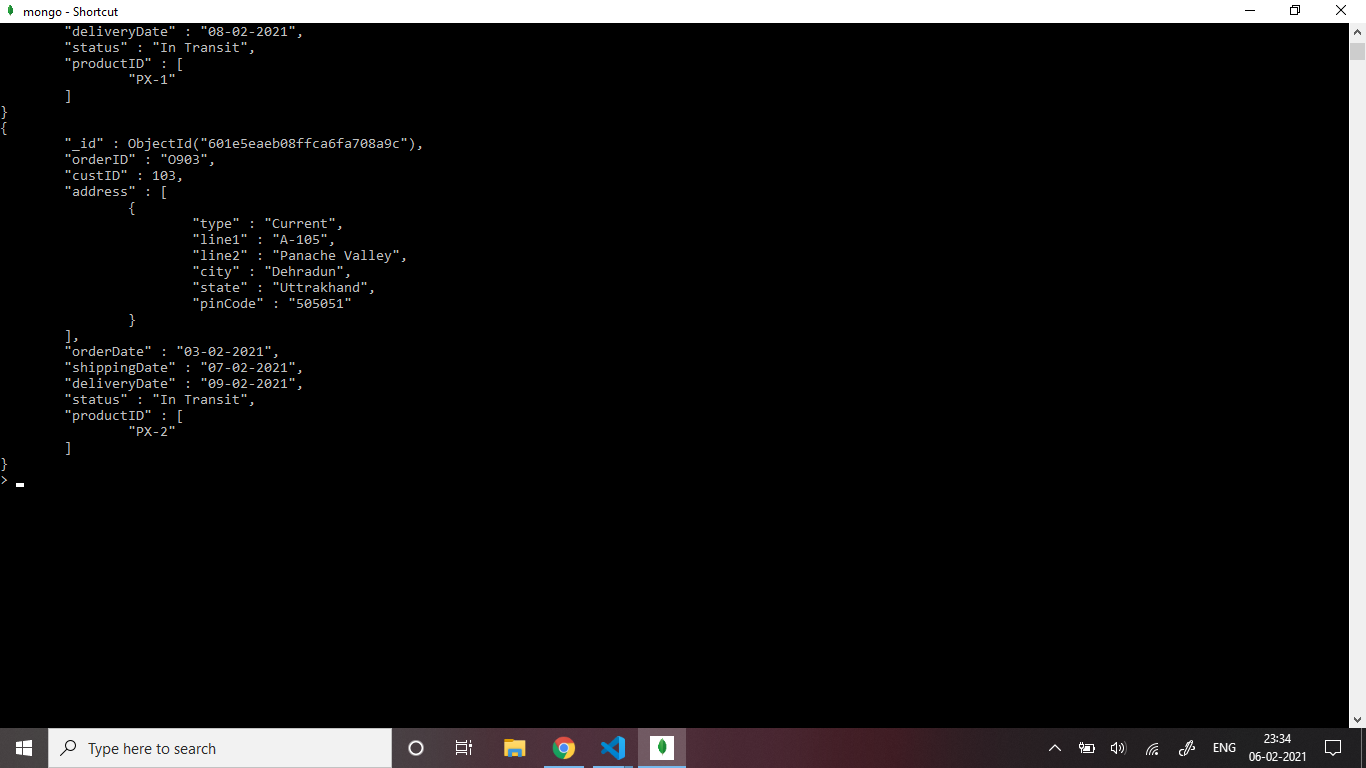 mongo - Shortcut
"deliveryDate" : "08-02-2021",
"status" : "In Transit",
"productID" : [
"PX-1"
]
}
{
"_id" : ObjectId("601e5eaeb08ffca6fa708a9c"),
"orderID" : "O903",
"custID" : 103,
"address" : [
{
"type" : "Current",
"line1" : "A-105",
"line2" : "Panache Valley",
"city" : "Dehradun",
"state" : "Uttrakhand",
"pinCode" : "505051"
}
],
"orderDate" : "03-02-2021",
"shippingDate" : "07-02-2021",
"deliveryDate" : "09-02-2021",
"status" : "In Transit",
"productID" : [
"PX-2"
]
}
>
Type here to search
ENG
23:34
06-02-2021